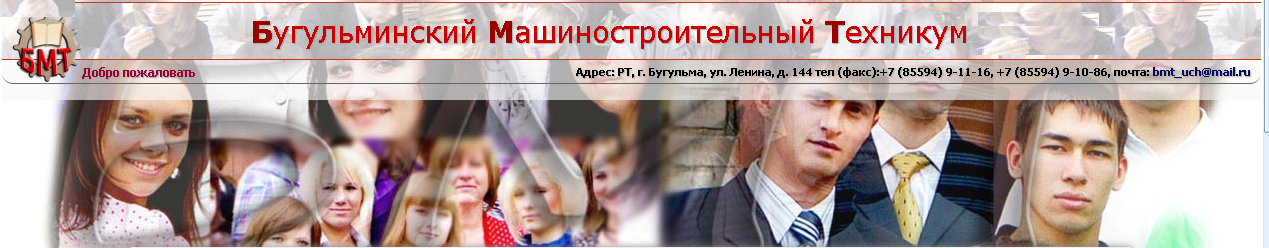 Бугульминский Машиностроительный Техникум
БМТ
Добро пожаловать
Адрес: РТ, г. Бугульма, ул. Ленина, д. 144 тел (факс):+7 (85594) 9-11-16, +7 (85594) 9-10-86, почта: bmt_uch@mail.ru